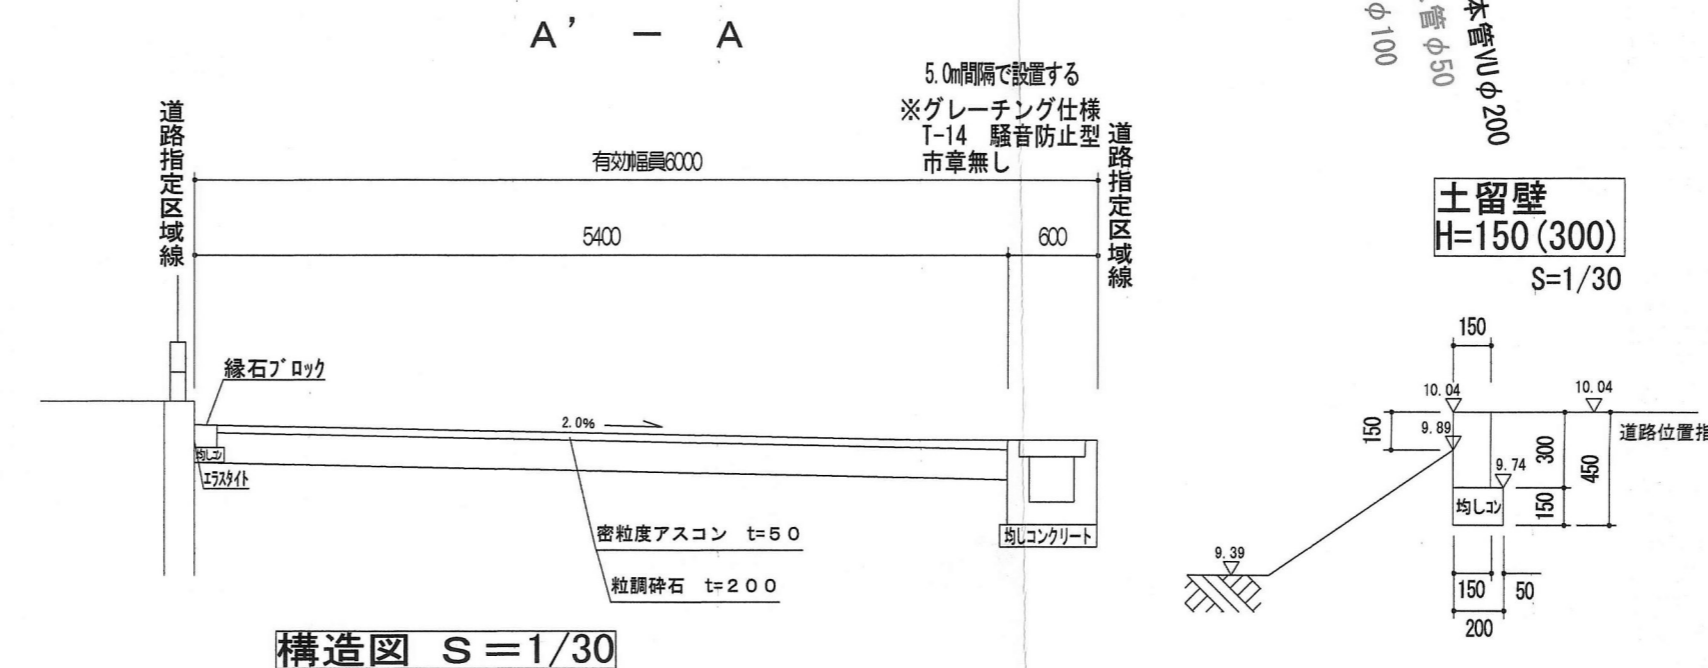 A' － A
5.0m間隔で設置する
※グレーチング仕様
T-14 騒音防止型
市章無し
道路指定区域線
道路指定区域線
有効幅員6000
5400
600
縁石ブロック
2.0%
均しコン
エラスタイト
密粒度アスコン t=50
粒調砕石 t=200
均しコンクリート
構造図 S=1/30
φ100
管φ50
本管VUφ200
土留壁
H=150(300)
S=1/30
150
10.04
10.04
150
9.89
道路位置指
300
450
9.74
均しコン
150
9.39
150
50
200